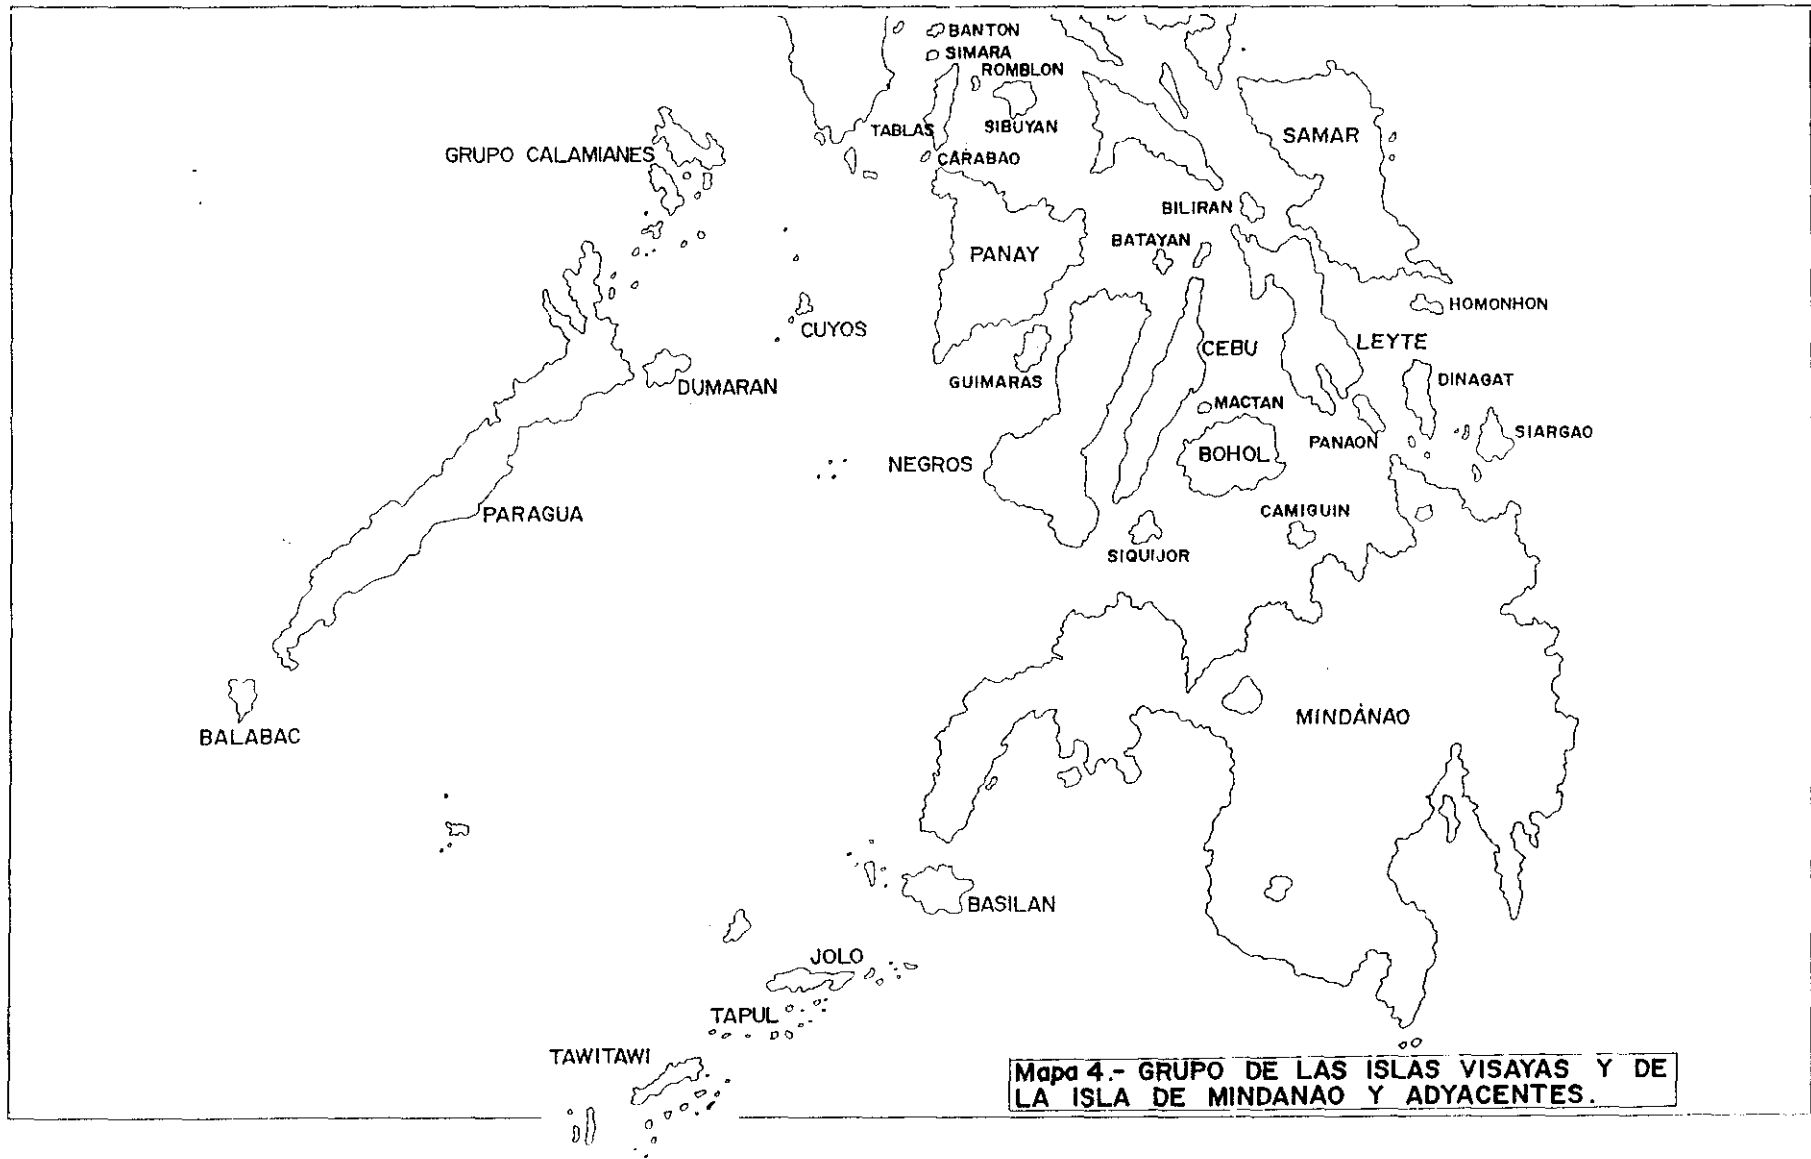 BANTON
SIMARA
ROMBLON
TABLAS
SIBUYAN
SAMAR
GRUPO CALAMIANES
CARABAO
BILIRAN
BATAYAN
PANAY
HOMONHON
CUYOS
CEBU
LEYTE
DUMARAN
GUIMARAS
DINAGAT
MACTAN
PANAON
SIARGAO
NEGROS
BOHOL
PARAGUA
CAMIGUIN
SIQUIJOR
MINDÁNAO
BALABAC
BASILAN
JOLO
TAPUL
TAWITAWI
Mapa 4.- GRUPO DE LAS ISLAS VISAYAS Y DE
LA ISLA DE MINDANAO Y ADYACENTES.